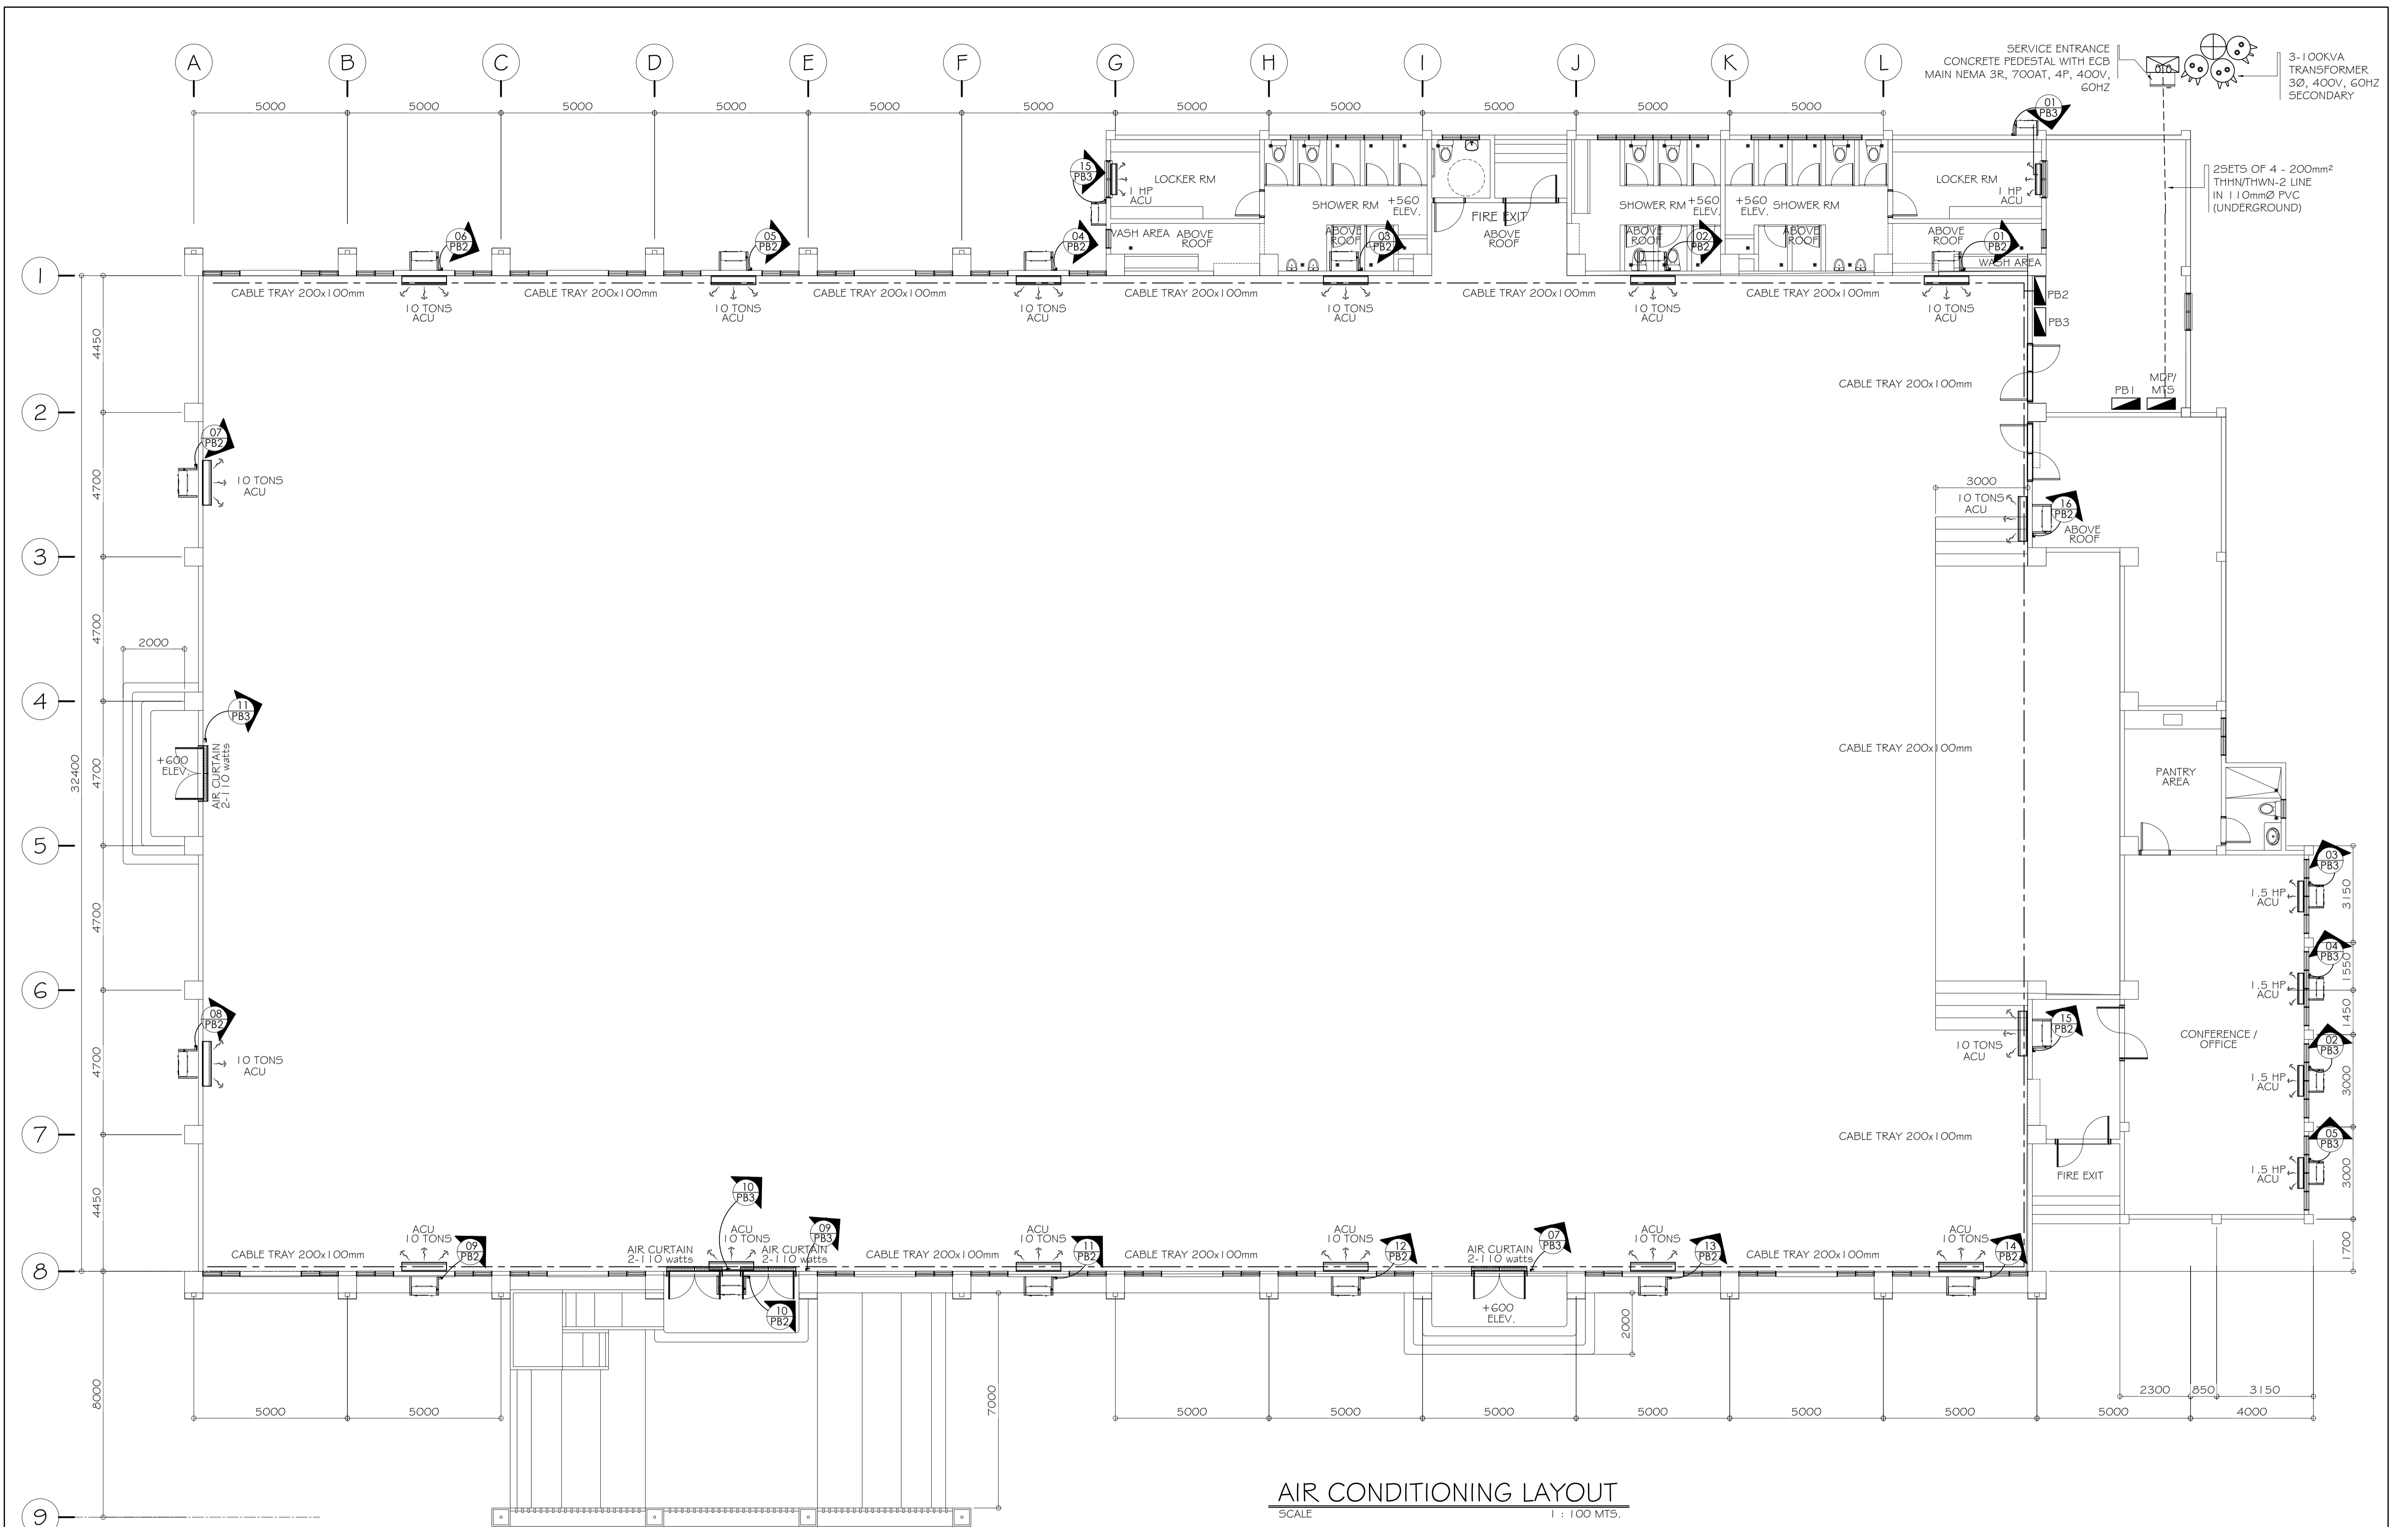 A B C D E F G H I J K L
SERVICE ENTRANCE
CONCRETE PEDESTAL WITH ECB
MAIN NEMA 3R, 700AT, 4P, 400V,
60HZ
3-100KVA
TRANSFORMER
3Ø, 400V, 60HZ
SECONDARY
5000 5000 5000 5000 5000 5000 5000 5000 5000 5000 5000
01
PB3
15
PB3
LOCKER RM
1 HP
ACU
LOCKER RM
1 HP
ACU
2SETS OF 4 - 200mm²
THHN/THWN-2 LINE
IN 110mmØ PVC
(UNDERGROUND)
SHOWER RM
+560
ELEV.
FIRE EXIT
ABOVE
ROOF
SHOWER RM
+560
ELEV.
+560
ELEV.
SHOWER RM
WASH AREA
ABOVE
ROOF
ABOVE
ROOF
ABOVE
ROOF
ABOVE
ROOF
ABOVE
ROOF
WASH AREA
06
PB2
05
PB2
04
PB2
03
PB2
02
PB2
01
PB2
1
CABLE TRAY 200x100mm
CABLE TRAY 200x100mm
CABLE TRAY 200x100mm
CABLE TRAY 200x100mm
CABLE TRAY 200x100mm
CABLE TRAY 200x100mm
10 TONS
ACU
10 TONS
ACU
10 TONS
ACU
10 TONS
ACU
10 TONS
ACU
10 TONS
ACU
PB2
PB3
4450
CABLE TRAY 200x100mm
PB1
MDP/
MTS
2
07
PB2
10 TONS
ACU
4700
3000
10 TONS
ACU
16
PB2
ABOVE
ROOF
3
4700
2000
4
11
PB3
+600
ELEV.
AIR CURTAIN
2-110 watts
CABLE TRAY 200x100mm
32400
4700
PANTRY
AREA
5
03
PB3
1.5 HP
ACU
3150
4700
04
PB3
1.5 HP
ACU
1550
6
1450
08
PB2
10 TONS
ACU
4700
15
PB2
10 TONS
ACU
CONFERENCE /
OFFICE
02
PB3
1.5 HP
ACU
3000
7
CABLE TRAY 200x100mm
05
PB3
1.5 HP
ACU
3000
FIRE EXIT
4450
10
PB3
ACU
10 TONS
09
PB2
AIR CURTAIN
2-110 watts
ACU
10 TONS
AIR CURTAIN
2-110 watts
09
PB3
ACU
10 TONS
11
PB2
ACU
10 TONS
12
PB2
AIR CURTAIN
2-110 watts
07
PB3
ACU
10 TONS
13
PB2
ACU
10 TONS
14
PB2
1700
CABLE TRAY 200x100mm
CABLE TRAY 200x100mm
CABLE TRAY 200x100mm
CABLE TRAY 200x100mm
8
10
PB2
+600
ELEV.
2000
8000
7000
2300 850 3150
5000 5000 5000 5000 5000 5000 5000 5000 5000 4000
AIR CONDITIONING LAYOUT
SCALE 1 : 100 MTS.
9